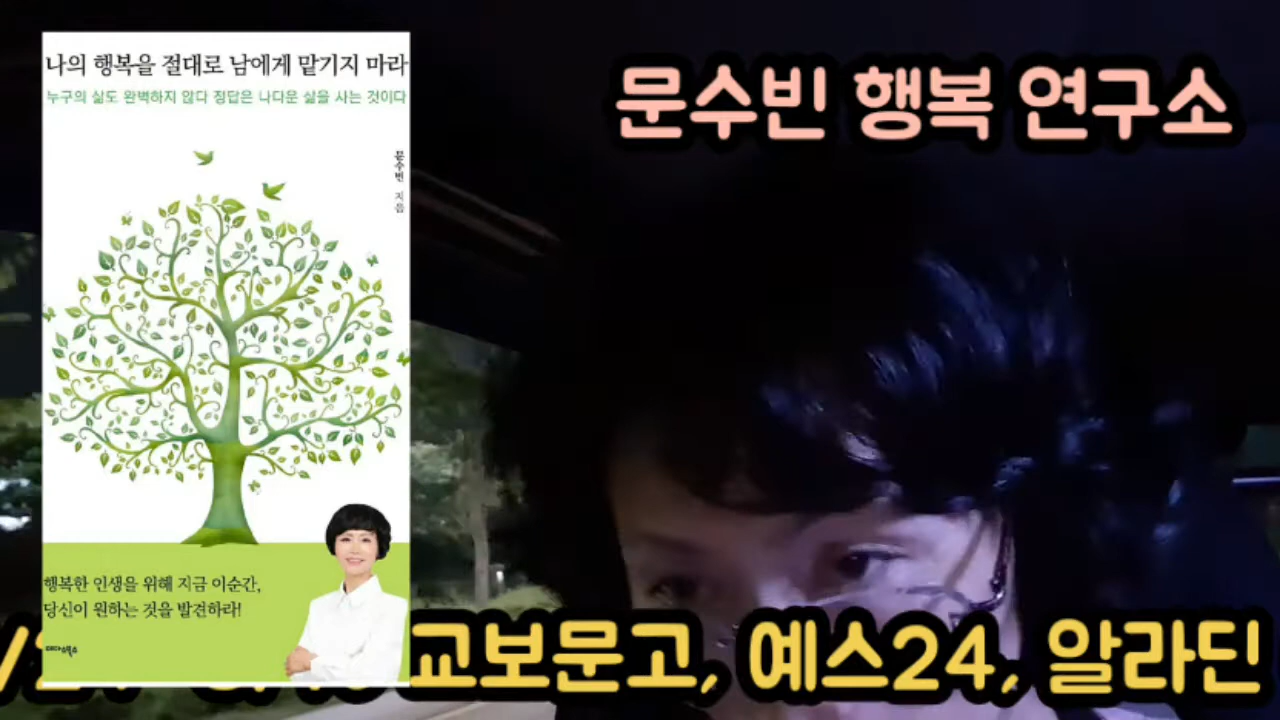 나의 행복을 절대로 남에게 맡기지 마라
누구의 삶도 완벽하지 않다 정답은 나다운 삶을 사는 것이다
문수빈 지음
행복한 인생을 위해 지금 이순간,
당신이 원하는 것을 발견하라!
문수빈 행복 연구소
교보문고, 예스24, 알라딘